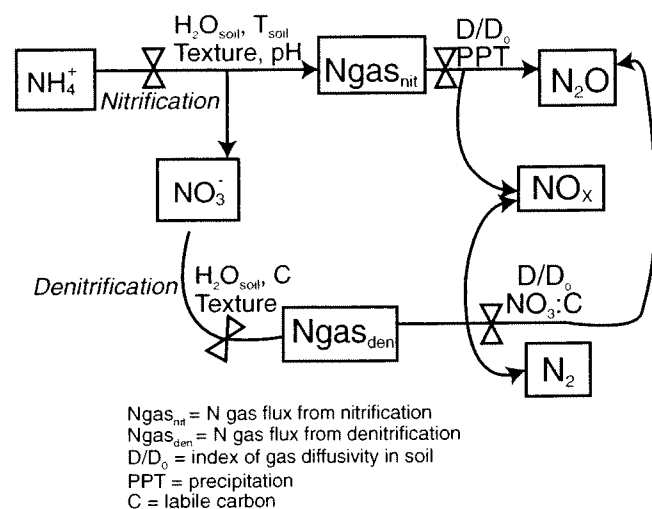 H₂Osoil, Tsoil
Texture, pH
D/D₀
PPT
NH₄⁺
Nitrification
Ngasnit
N₂O
NO₃⁻
NOx
Denitrification
H₂Osoil, C
Texture
Ngasden
D/D₀
NO₃:C
N₂
Ngasnit = N gas flux from nitrification
Ngasden = N gas flux from denitrification
D/D₀ = index of gas diffusivity in soil
PPT = precipitation
C = labile carbon